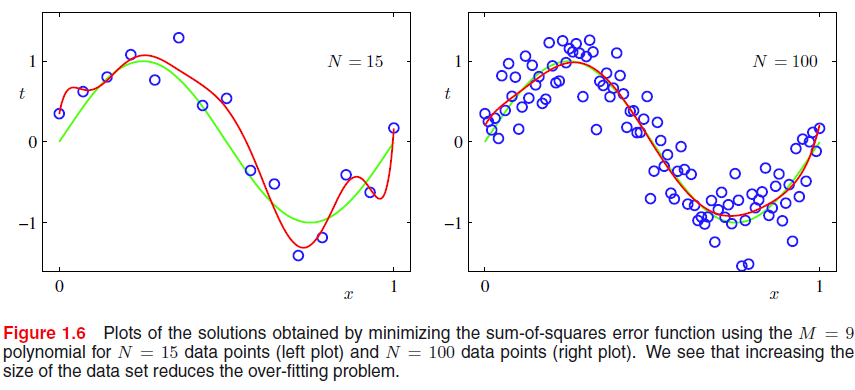 N = 15
1
t
0
−1
0
x
1
N = 100
1
t
0
−1
0
x
1
Figure 1.6 Plots of the solutions obtained by minimizing the sum-of-squares error function using the M = 9
polynomial for N = 15 data points (left plot) and N = 100 data points (right plot). We see that increasing the
size of the data set reduces the over-fitting problem.